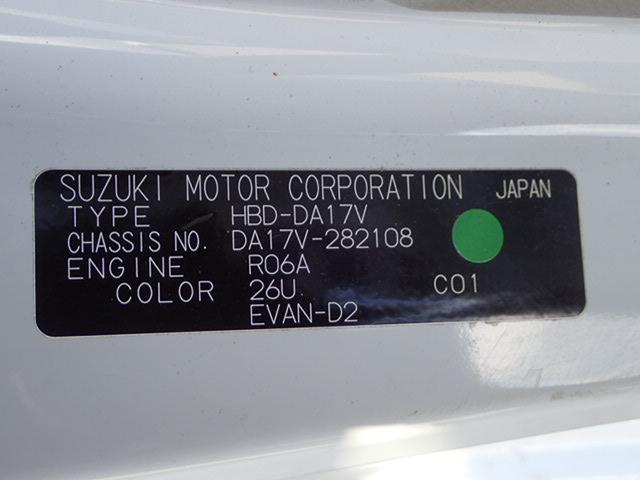 SUZUKI MOTOR CORPORATION JAPAN
TYPE HBD-DA17V
CHASSIS NO. DA17V-282108
ENGINE R06A
COLOR 26U C01
EVAN-D2